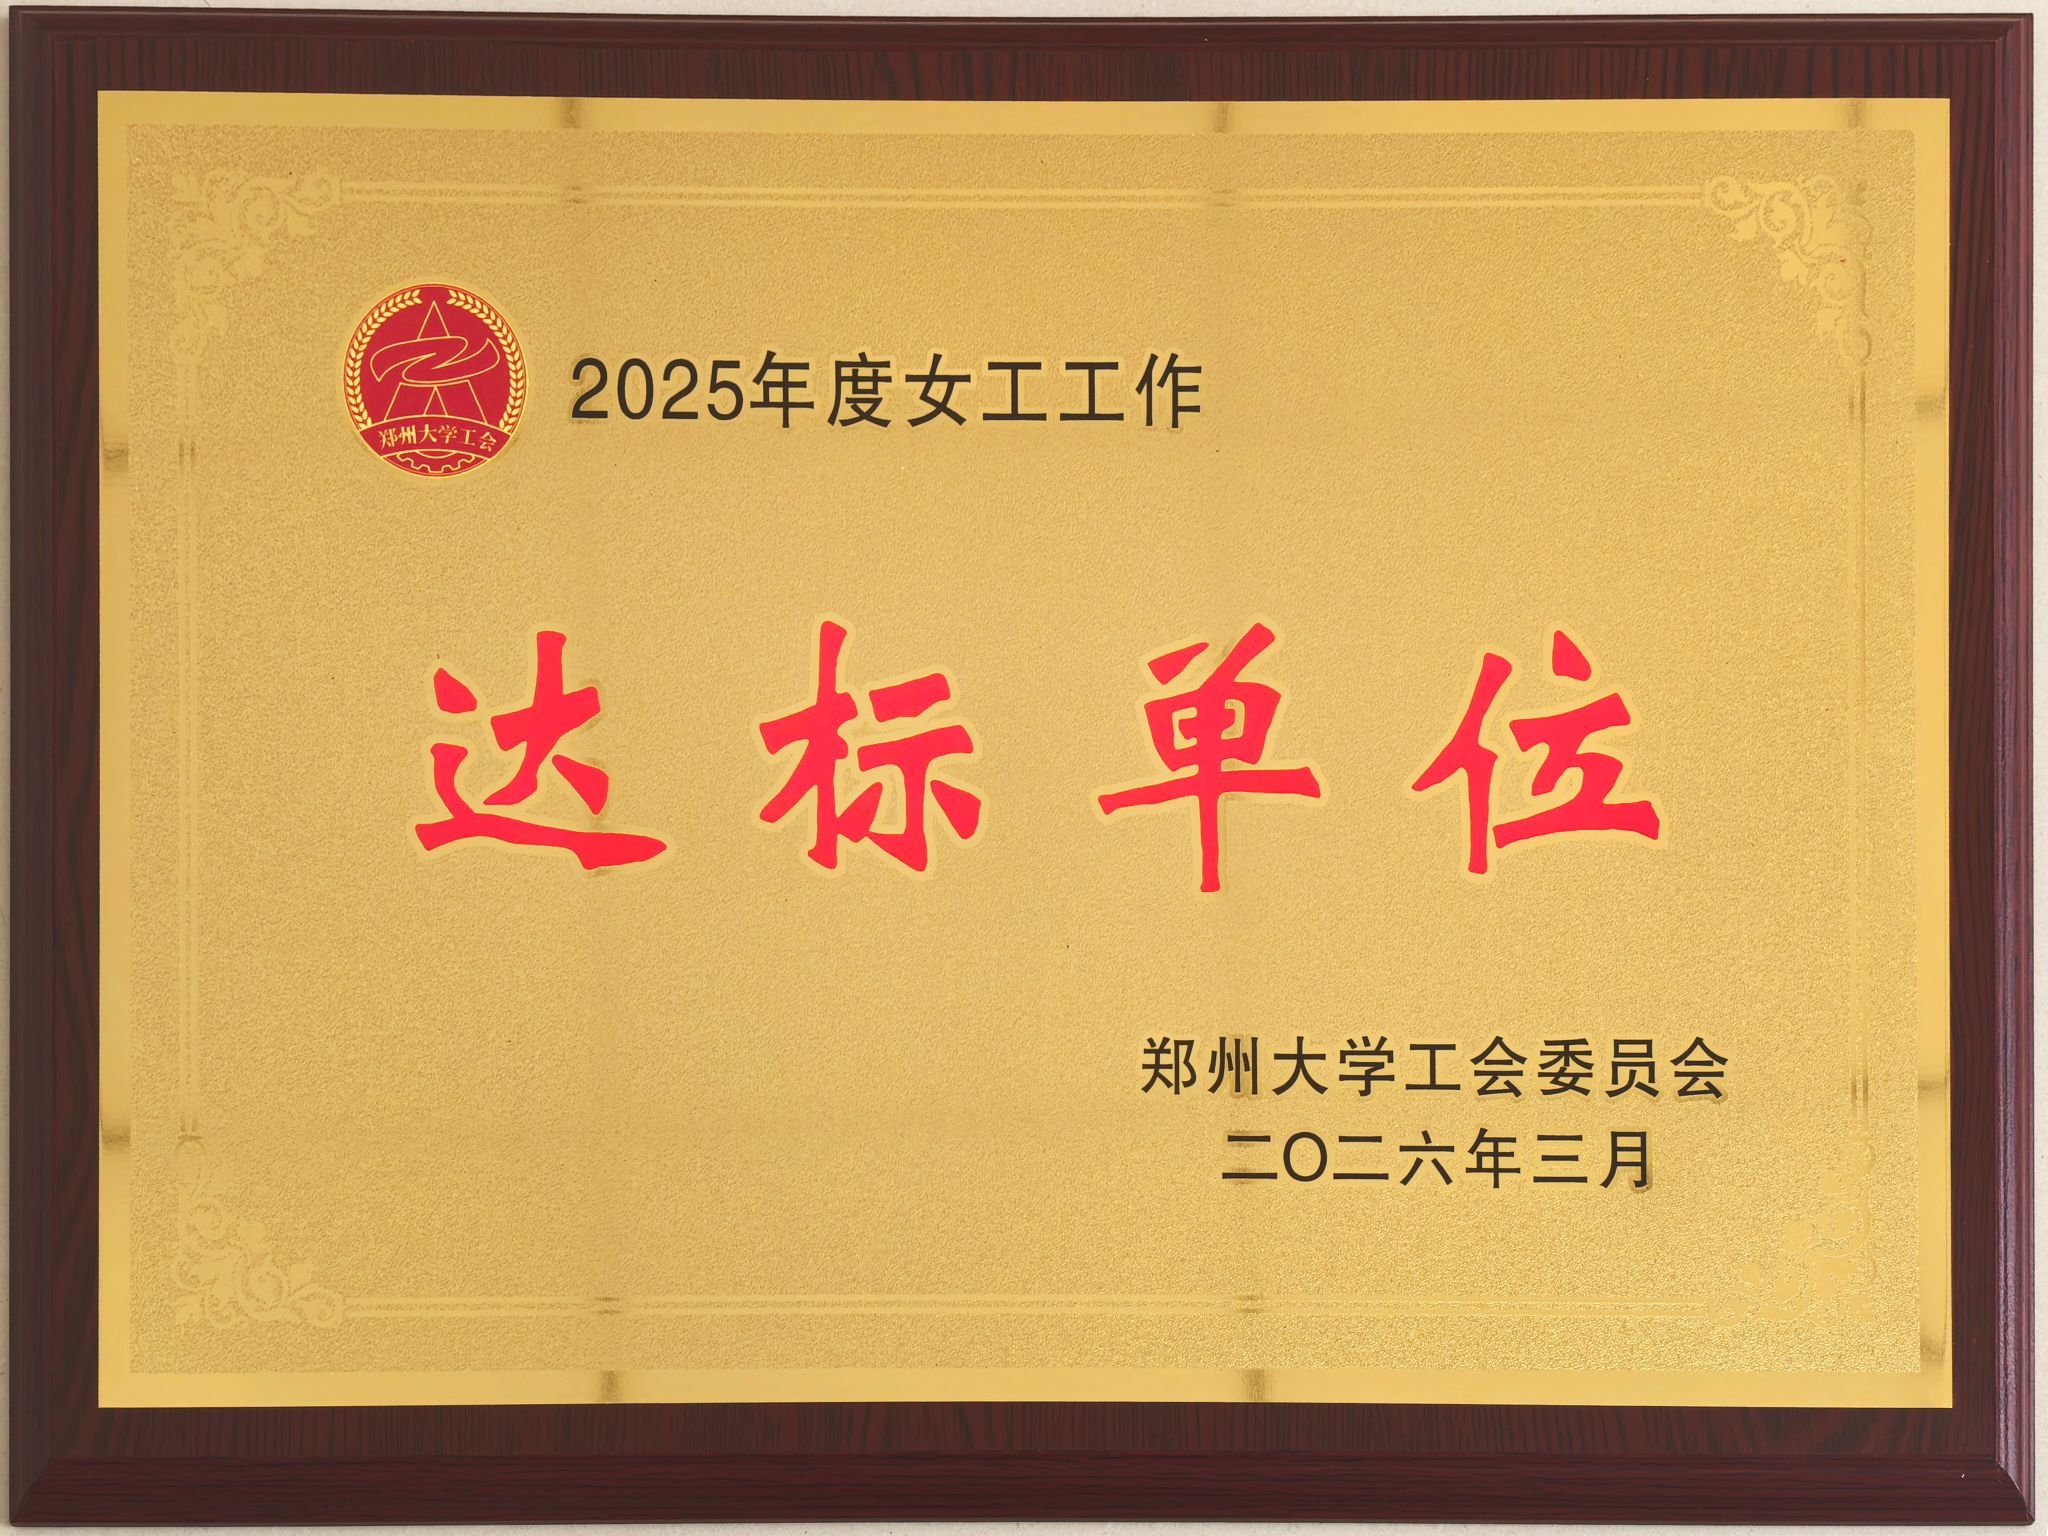 郑州大学工会
2025年度女工工作
达标单位
郑州大学工会委员会
二〇二六年三月